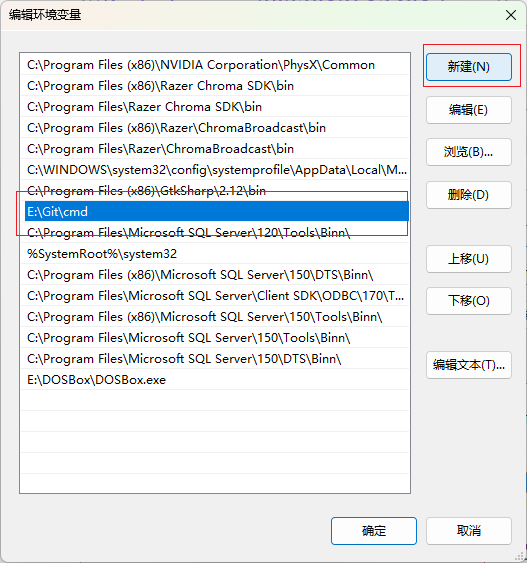 编辑环境变量
C:\Program Files (x86)\NVIDIA Corporation\PhysX\Common
C:\Program Files (x86)\Razer Chroma SDK\bin
C:\Program Files\Razer Chroma SDK\bin
C:\Program Files (x86)\Razer\ChromaBroadcast\bin
C:\Program Files\Razer\ChromaBroadcast\bin
C:\WINDOWS\system32\config\systemprofile\AppData\Local\M...
C:\Program Files (x86)\GtkSharp\2.12\bin
E:\Git\cmd
C:\Program Files\Microsoft SQL Server\120\Tools\Binn\
%SystemRoot%\system32
C:\Program Files (x86)\Microsoft SQL Server\150\DTS\Binn\
C:\Program Files\Microsoft SQL Server\Client SDK\ODBC\170\T...
C:\Program Files (x86)\Microsoft SQL Server\150\Tools\Binn\
C:\Program Files\Microsoft SQL Server\150\Tools\Binn\
C:\Program Files\Microsoft SQL Server\150\DTS\Binn\
E:\DOSBox\DOSBox.exe
新建(N)
编辑(E)
浏览(B)...
删除(D)
上移(U)
下移(O)
编辑文本(T)...
确定
取消